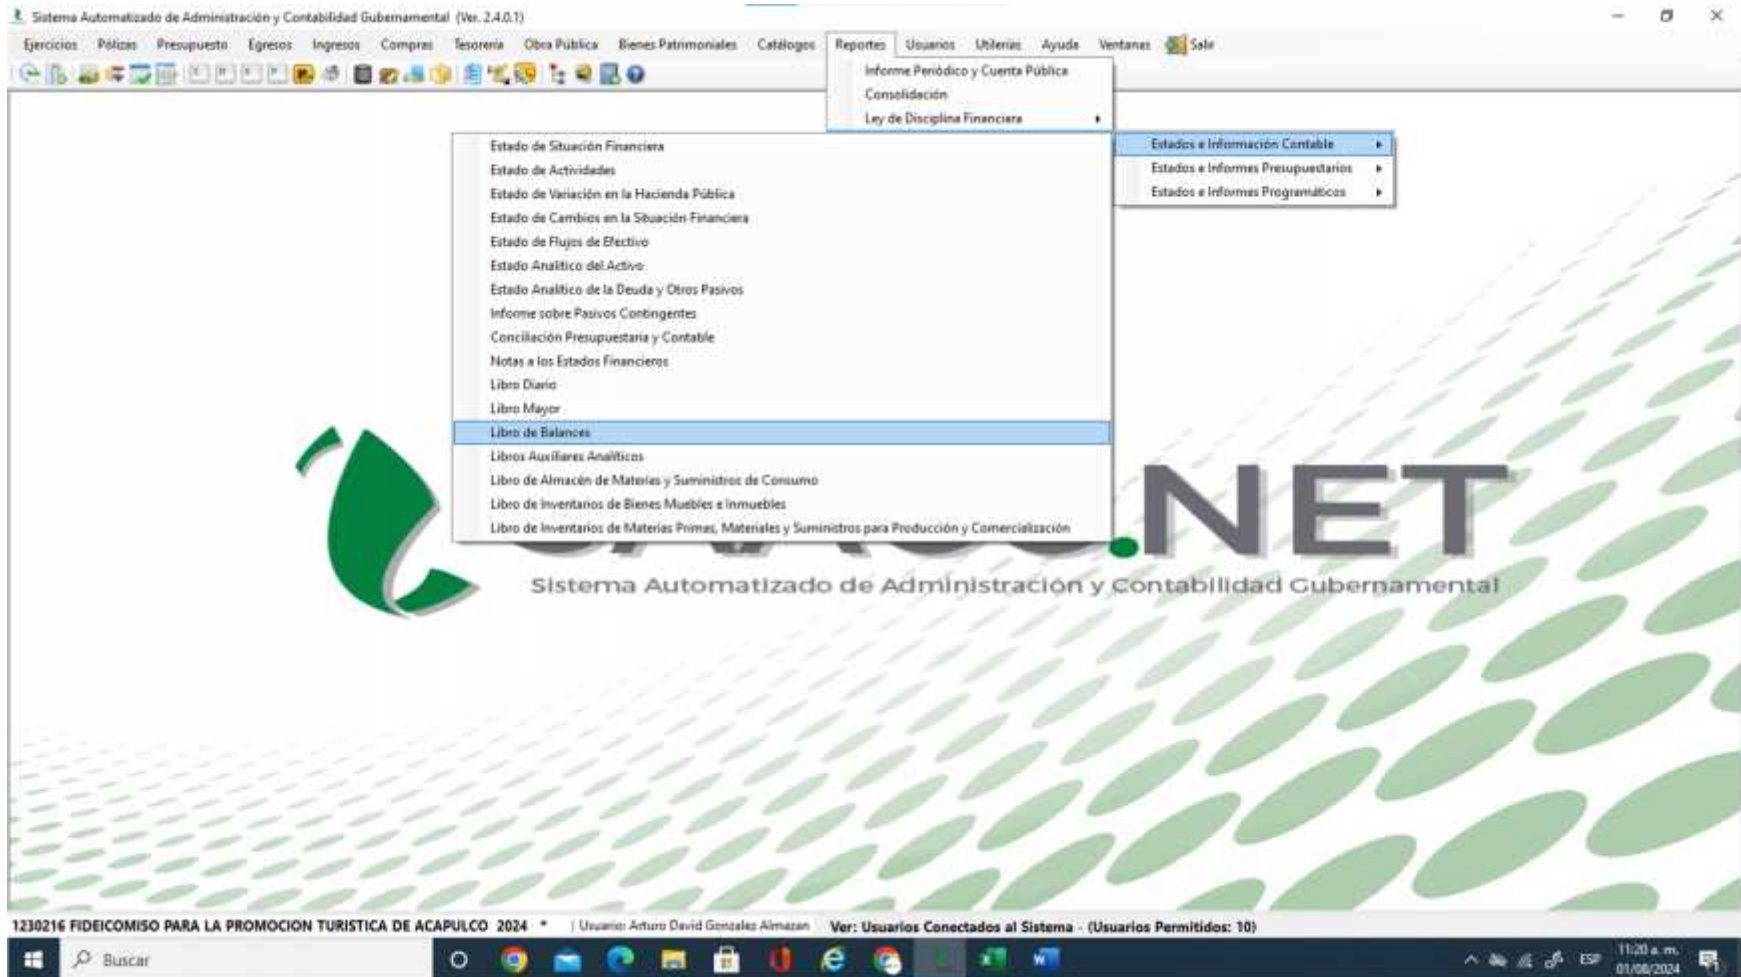 Sistema Automatizado de Administración y Contabilidad Gubernamental (Ver. 2.4.0.1)
Ejercicios Pólizas Presupuesto Egresos Ingresos Compras Tesorería Obra Pública Bienes Patrimoniales Catálogos Reportes Usuarios Utilerías Ayuda Ventanas Salir
Informe Periódico y Cuenta Pública
Consolidación
Ley de Disciplina Financiera
Estados e Información Contable
Estados e Informes Presupuestarios
Estados e Informes Programáticos
Estado de Situación Financiera
Estado de Actividades
Estado de Variación en la Hacienda Pública
Estado de Cambios en la Situación Financiera
Estado de Flujos de Efectivo
Estado Analítico del Activo
Estado Analítico de la Deuda y Otros Pasivos
Informe sobre Pasivos Contingentes
Conciliación Presupuestaria y Contable
Notas a los Estados Financieros
Libro Diario
Libro Mayor
Libro de Balances
Libros Auxiliares Analíticos
Libro de Almacén de Materias y Suministros de Consumo
Libro de Inventarios de Bienes Muebles e Inmuebles
Libro de Inventarios de Materias Primas, Materiales y Suministros para Producción y Comercialización
.NET
Sistema Automatizado de Administración y Contabilidad Gubernamental
1230216 FIDEICOMISO PARA LA PROMOCION TURISTICA DE ACAPULCO 2024 * | Usuario: Arturo David Gonzalez Almazan Ver: Usuarios Conectados al Sistema - (Usuarios Permitidos: 10)
Buscar
ESP
11:20 a. m.
01/08/2024